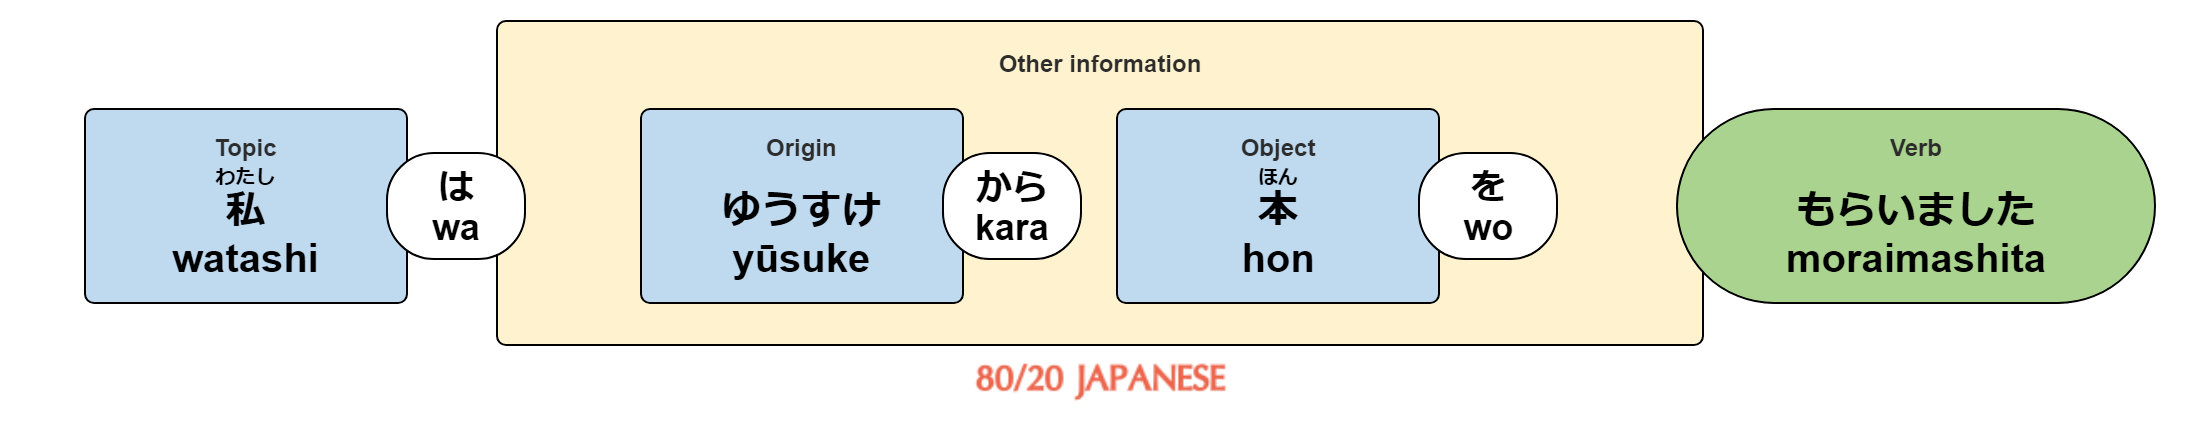 Other information
Topic
わたし
私
watashi
は
wa
Origin
ゆうすけ
yūsuke
から
kara
Object
ほん
本
hon
を
wo
Verb
もらいました
moraimashita
80/20 JAPANESE